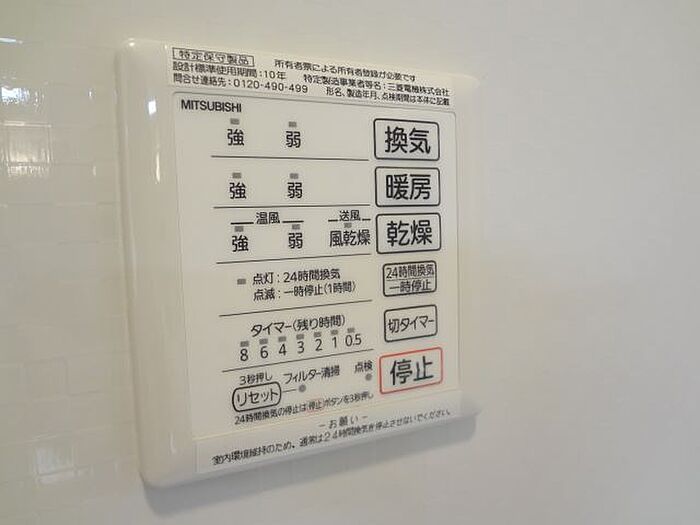 特定保守製品 所有者票による所有者登録が必要です
設計標準使用期間:10年 特定製造事業者等名:三菱電機株式会社
問合せ連絡先:0120-490-499 形名、製造年月、点検期間は本体に記載
MITSUBISHI
強 弱 換気
強 弱 暖房
温風 送風
強 弱 風乾燥 乾燥
点灯:24時間換気
点滅:一時停止(1時間)
24時間換気
一時停止
タイマー(残り時間)
8 6 4 3 2 1 0.5
切タイマー
3秒押し
リセット フィルター清掃 点検
停止
24時間換気の停止は停止ボタンを3秒押し
-お願い-
室内環境維持のため、通常は24時間換気を停止させないでください。